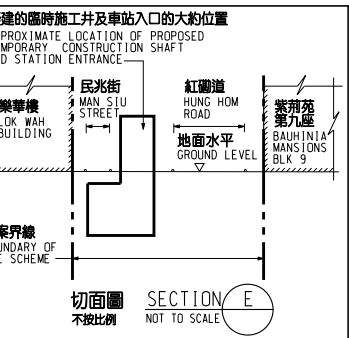 建的臨時施工井及車站入口的大約位置
PROXIMATE LOCATION OF PROPOSED
MPORARY CONSTRUCTION SHAFT
D STATION ENTRANCE
民兆街
MAN SIU
STREET
紅磡道
HUNG HOM
ROAD
樂華樓
LOK WAH
BUILDING
地面水平
GROUND LEVEL
紫荊苑
第九座
BAUHINIA
MANSIONS
BLK 9
案界線
UNDARY OF
E SCHEME
切面圖
不按比例
SECTION E
NOT TO SCALE